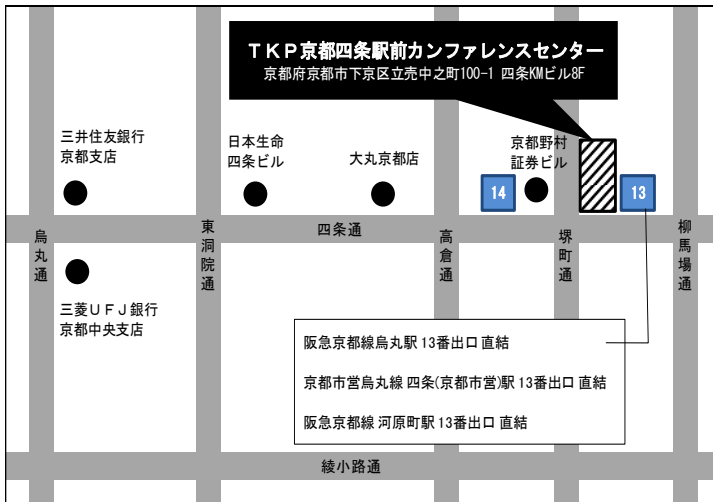 ＴＫＰ京都四条駅前カンファレンスセンター
京都府京都市下京区立売中之町100-1 四条KMビル8F
三井住友銀行
京都支店
日本生命
四条ビル
大丸京都店
京都野村
証券ビル
14
13
烏丸通
東洞院通
四条通
高倉通
堺町通
柳馬場通
三菱ＵＦＪ銀行
京都中央支店
阪急京都線烏丸駅 13番出口 直結
京都市営烏丸線 四条(京都市営)駅 13番出口 直結
阪急京都線 河原町駅 13番出口 直結
綾小路通